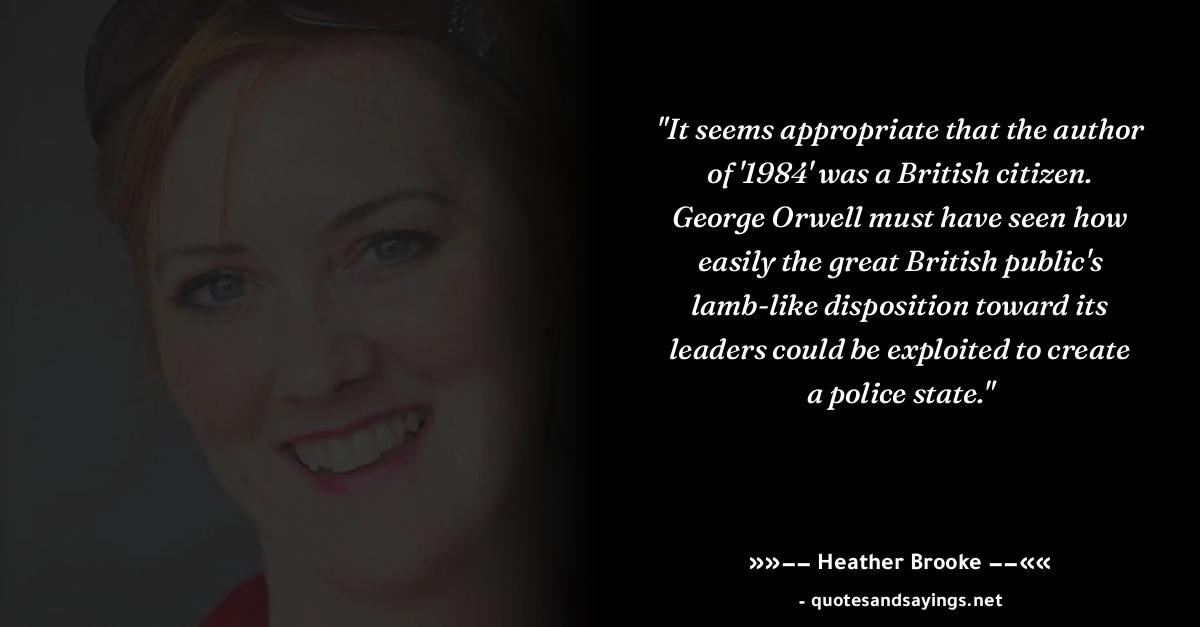 "It seems appropriate that the author
of '1984' was a British citizen.
George Orwell must have seen how
easily the great British public's
lamb-like disposition toward its
leaders could be exploited to create
a police state."
»»−− Heather Brooke −−««
- quotesandsayings.net